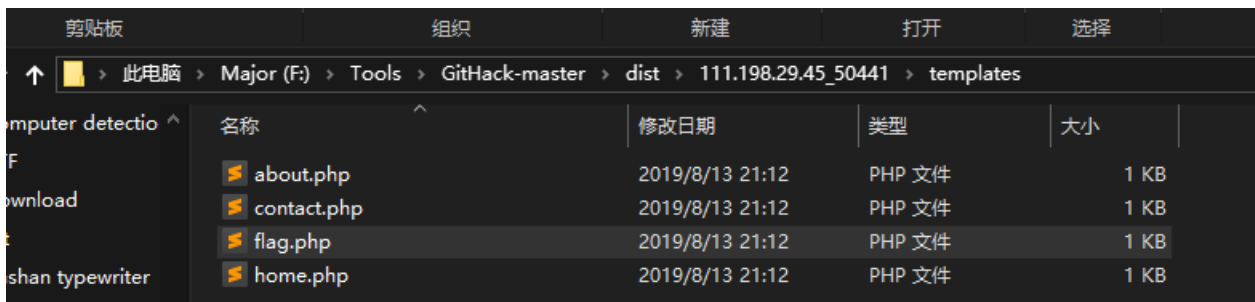 剪贴板 组织 新建 打开 选择
此电脑 > Major (F:) > Tools > GitHack-master > dist > 111.198.29.45_50441 > templates
omputer detectio 名称 修改日期 类型 大小
about.php 2019/8/13 21:12 PHP 文件 1 KB
ownload contact.php 2019/8/13 21:12 PHP 文件 1 KB
flag.php 2019/8/13 21:12 PHP 文件 1 KB
shan typewriter home.php 2019/8/13 21:12 PHP 文件 1 KB